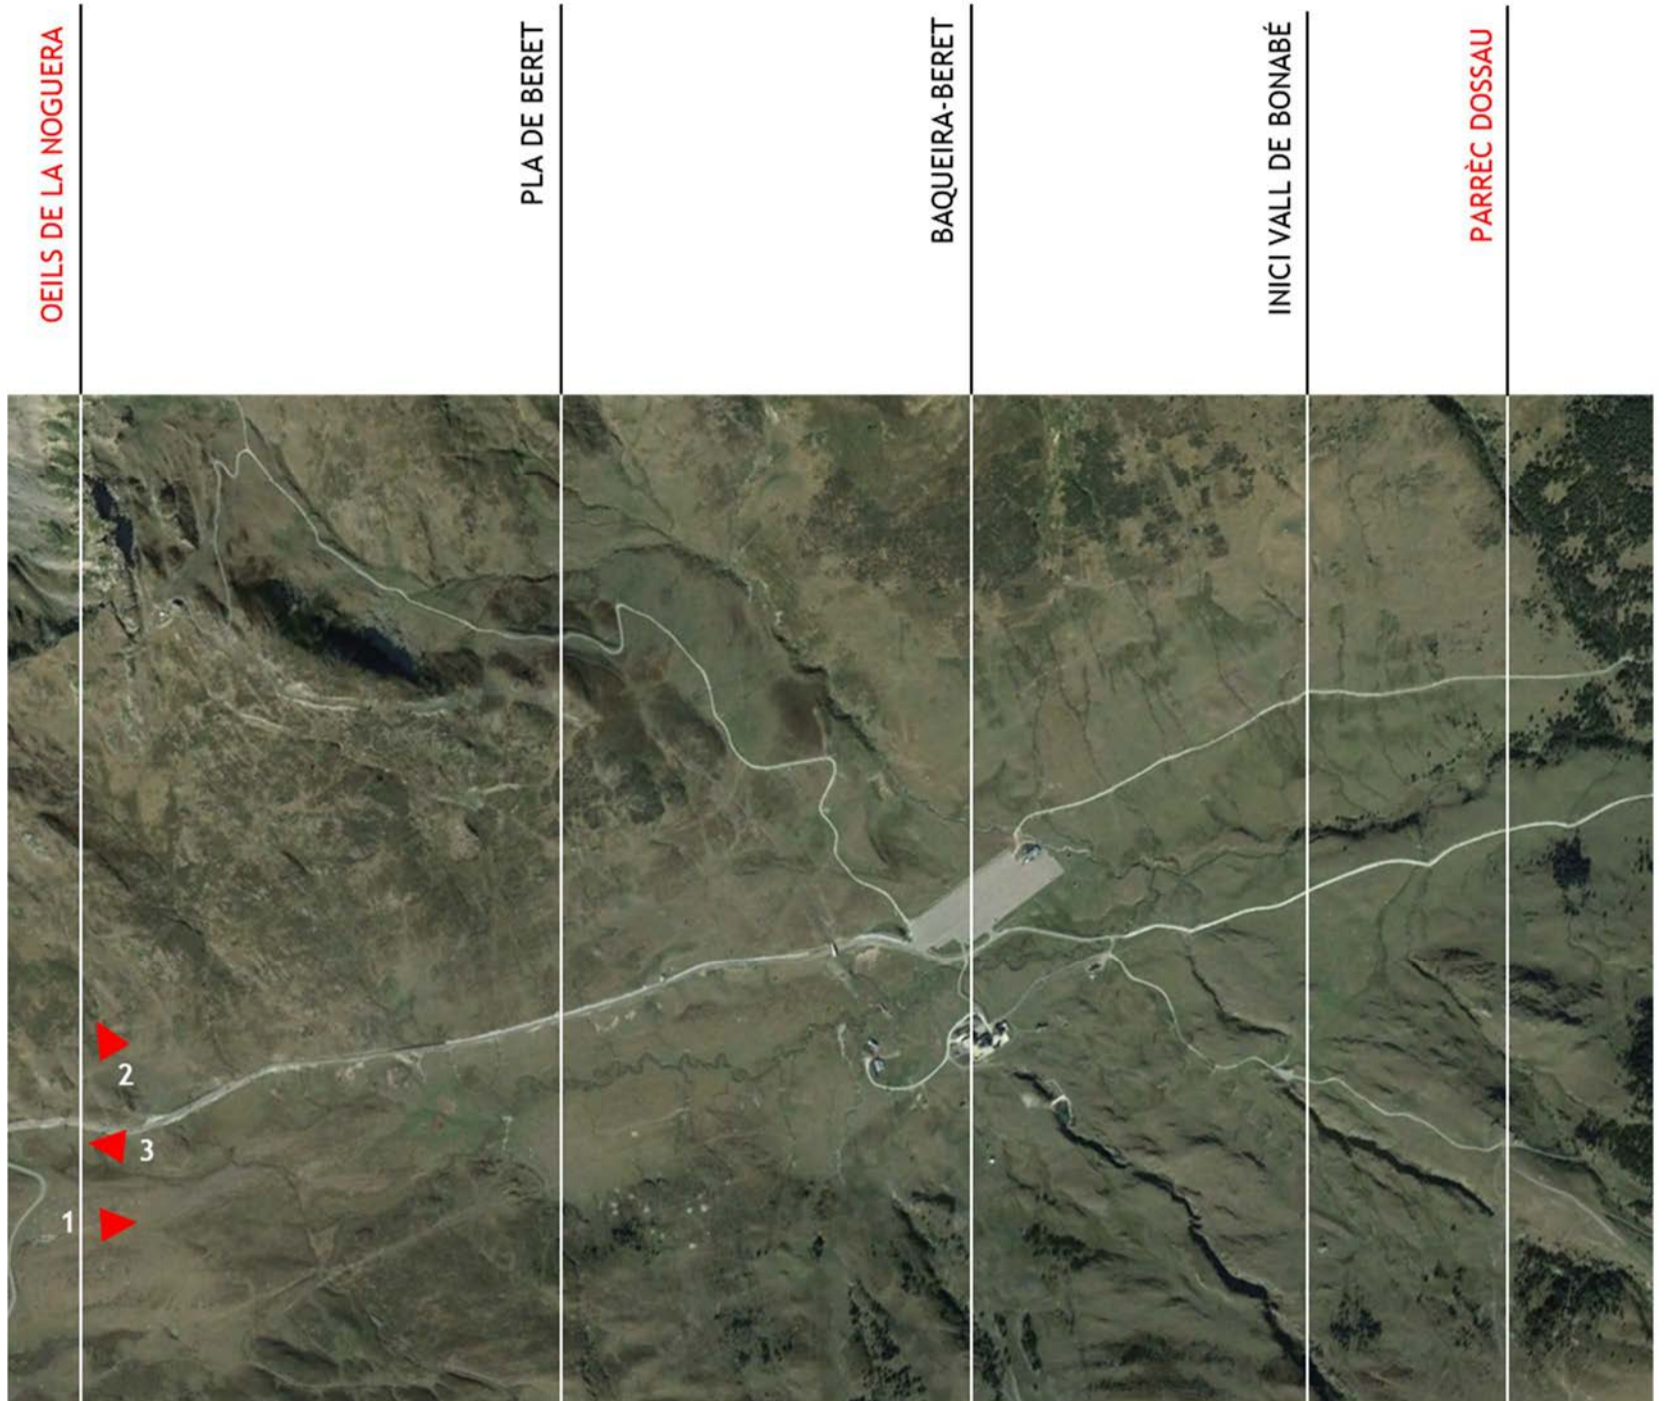 OEILS DE LA NOGUERA
PLA DE BERET
BAQUEIRA-BERET
INICI VALL DE BONABÉ
PARRÈC DOSSAU
2
3
1